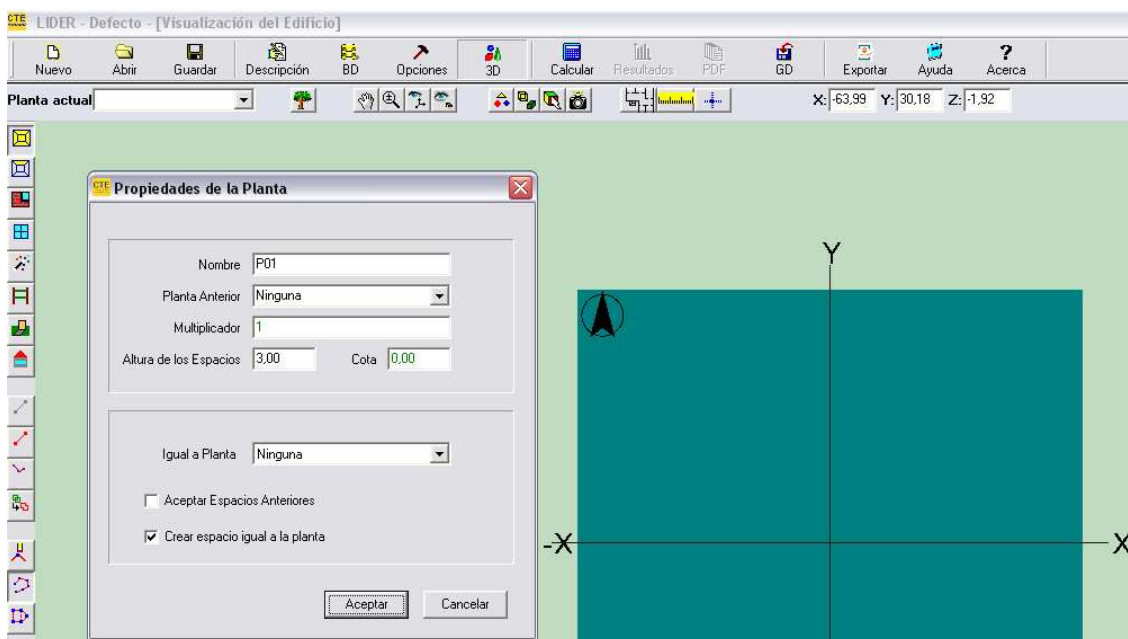 CTE LIDER - Defecto - [Visualización del Edificio]
Nuevo Abrir Guardar Descripción BD Opciones 3D Calcular Resultados PDF GD Exportar Ayuda Acerca
Planta actual X: -63,99 Y: 30,18 Z: -1,92
CTE Propiedades de la Planta
Nombre P01
Planta Anterior Ninguna
Multiplicador 1
Altura de los Espacios 3,00 Cota 0,00
Igual a Planta Ninguna
Aceptar Espacios Anteriores
Crear espacio igual a la planta
Aceptar Cancelar
Y
-X X